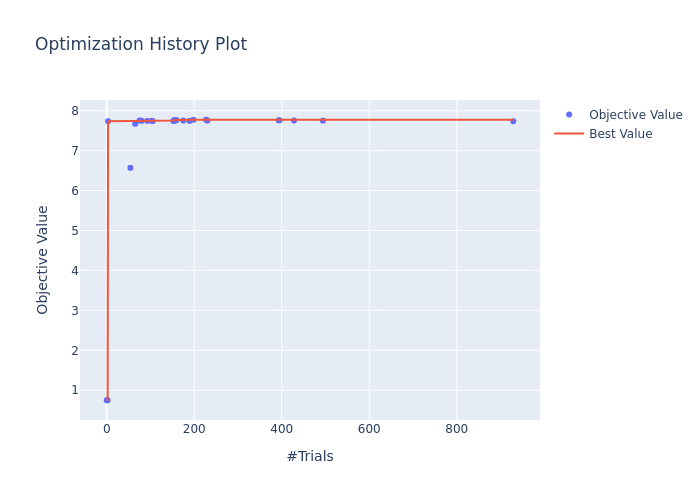 Optimization History Plot
Objective Value
Best Value
8
7
6
5
4
3
2
1
Objective Value
0 200 400 600 800
#Trials